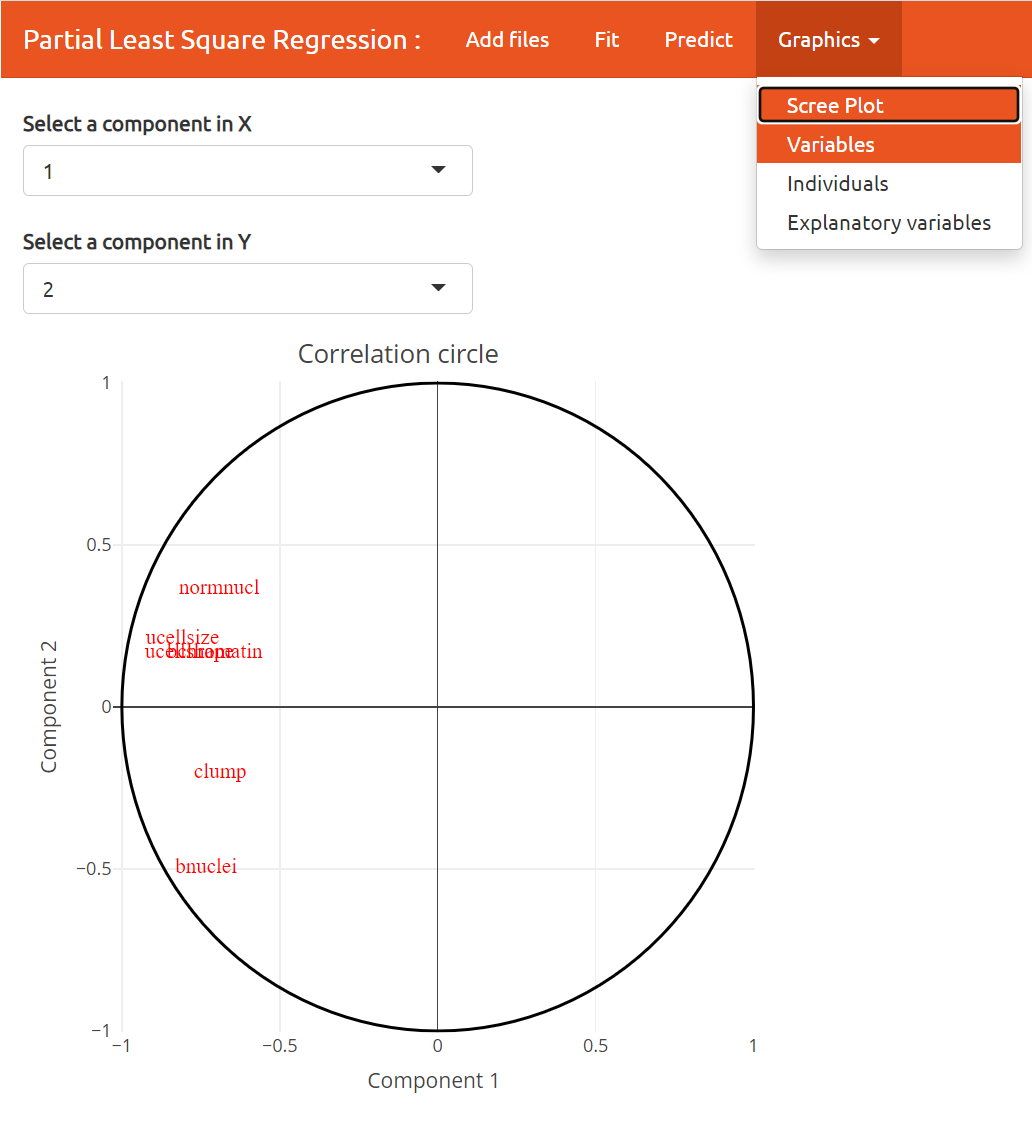 Partial Least Square Regression : Add files Fit Predict Graphics
Scree Plot
Variables
Individuals
Explanatory variables
Select a component in X
1
Select a component in Y
2
Correlation circle
1
0.5
0
−0.5
−1
Component 2
normnucl
ucellsize
ucellshape
bchromatin
clump
bnuclei
−1 −0.5 0 0.5 1
Component 1